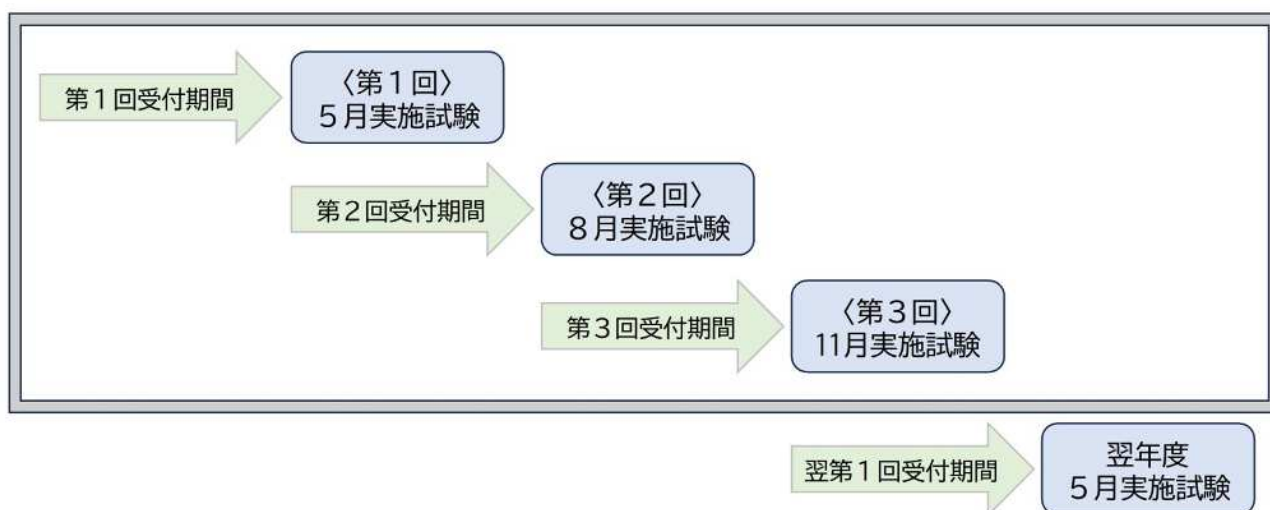 第1回受付期間
〈第１回〉
５月実施試験
第2回受付期間
〈第２回〉
８月実施試験
第3回受付期間
〈第３回〉
11月実施試験
翌第1回受付期間
翌年度
５月実施試験